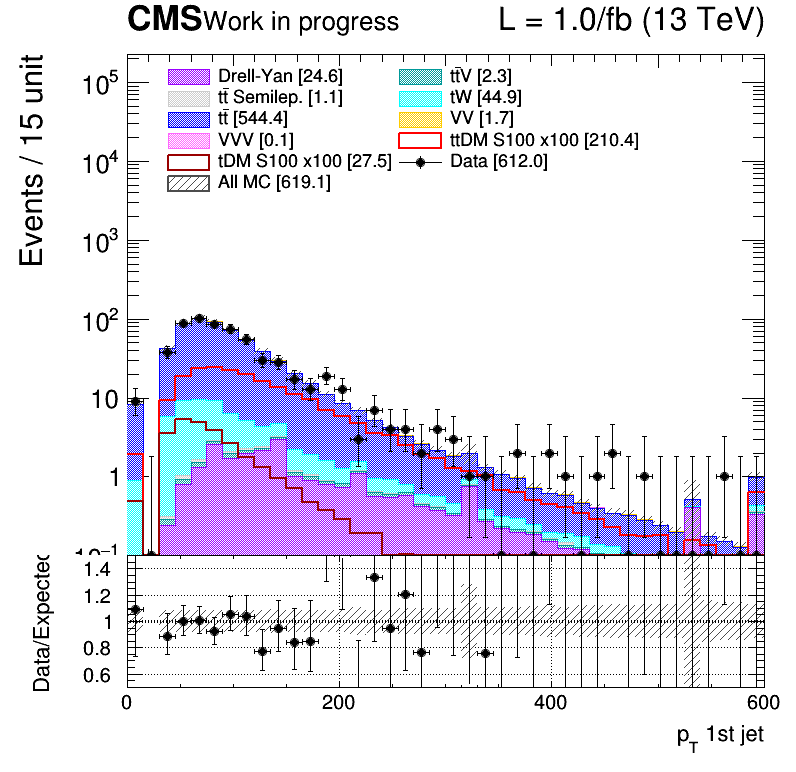 CMS Work in progress L = 1.0/fb (13 TeV)
Events / 15 unit
Drell-Yan [24.6] tt̄V [2.3]
tt̄ Semilep. [1.1] tW [44.9]
tt̄ [544.4] VV [1.7]
VVV [0.1] ttDM S100 x100 [210.4]
tDM S100 x100 [27.5] Data [612.0]
All MC [619.1]
10⁵
10⁴
10³
10²
10
1
10⁻¹
Data/Expected
1.4
1.2
1
0.8
0.6
0 200 400 600
p_T 1st jet